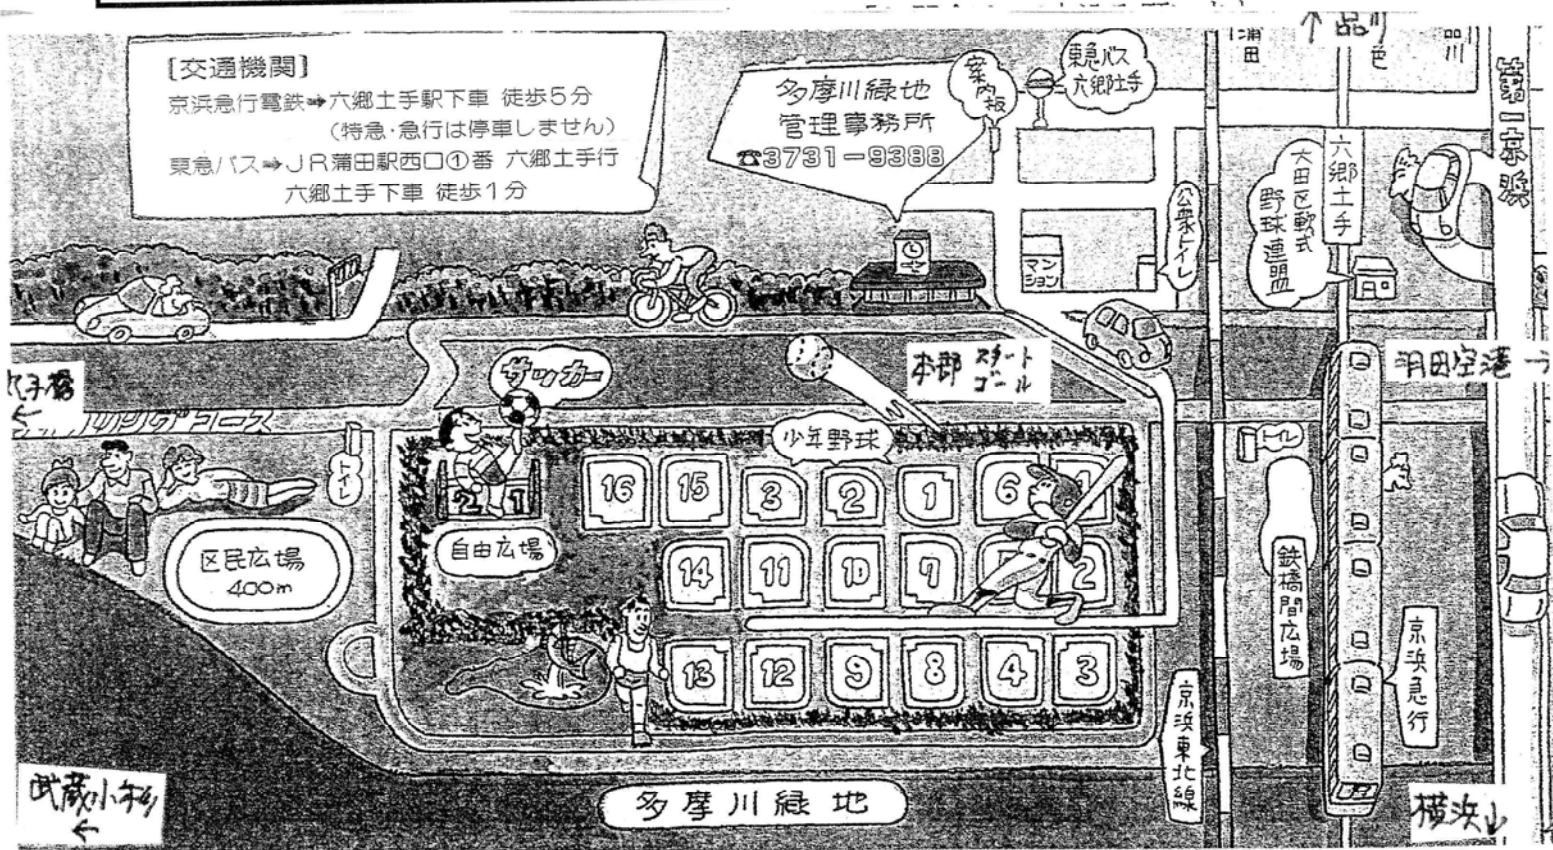 [交通機関]
京浜急行電鉄➡六郷土手駅下車 徒歩5分
(特急・急行は停車しません)
東急バス➡JR蒲田駅西口①番 六郷土手行
六郷土手下車 徒歩1分
多摩川緑地
管理事務所
☎3731-9388
案内板
東急バス
六郷土手
↑品川
蒲田
品川
第一京浜
六郷土手
大田区軟式
野球連盟
公衆トイレ
マン
ション
羽田空港→
本部 スタート
ゴール
サッカー
少年野球
トイレ
トイレ
2 1
16 15 3 2 1 6
自由広場
14 11 10 7 2
13 12 9 8 4 3
区民広場
400m
鉄橋間広場
京浜急行
京浜東北線
多摩川緑地
武蔵小杉
←
横浜↓